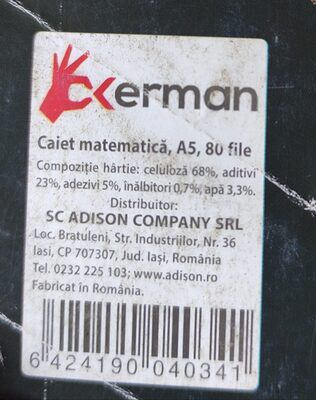 ckerman
Caiet matematică, A5, 80 file
Compoziție hârtie: celuloză 68%, aditivi
23%, adezivi 5%, înălbitori 0,7%, apă 3,3%.
Distribuitor:
SC ADISON COMPANY SRL
Loc. Bratuleni, Str. Industriilor, Nr. 36
Iasi, CP 707307, Jud. Iași, România
Tel. 0232 225 103; www.adison.ro
Fabricat în România.
6 424190 040341